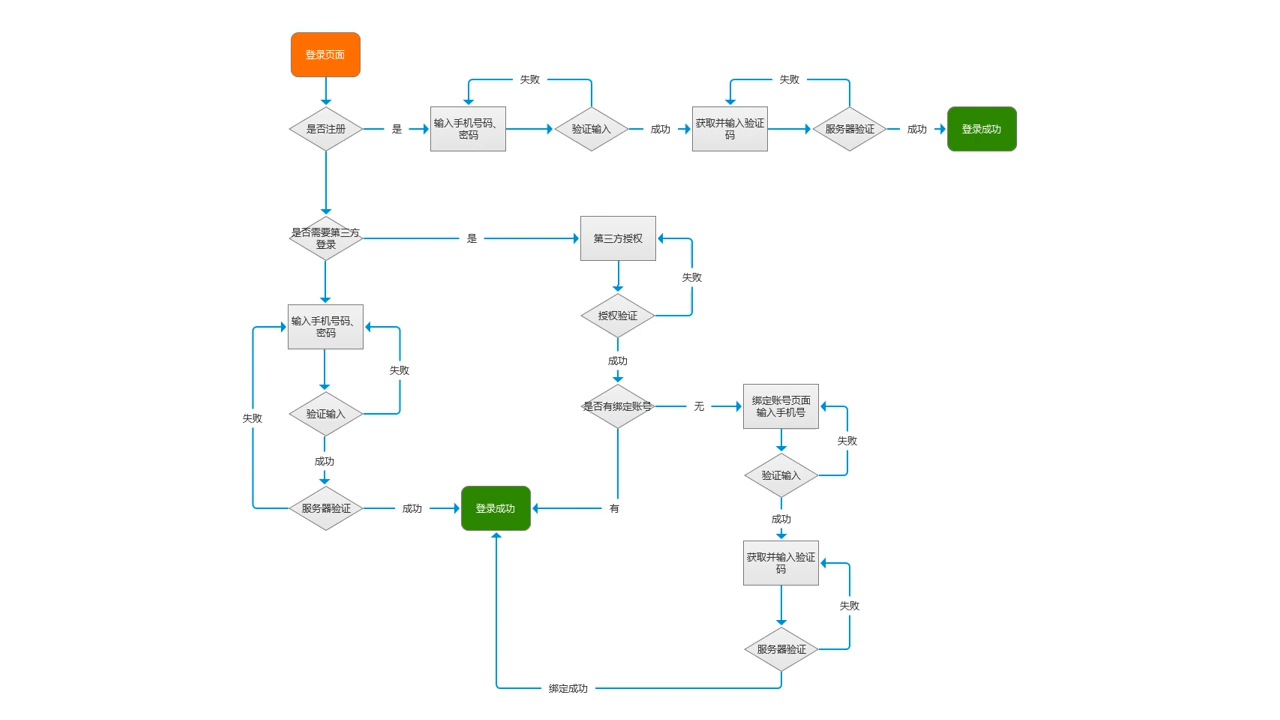 登录页面
失败
失败
是否注册
是
输入手机号码、
密码
验证输入
成功
获取并输入验证
码
服务器验证
成功
登录成功
是否需要第三方
登录
是
第三方授权
失败
授权验证
成功
输入手机号码、
密码
失败
验证输入
失败
成功
服务器验证
成功
登录成功
有
是否有绑定账号
无
绑定账号页面
输入手机号
失败
验证输入
成功
获取并输入验证
码
失败
服务器验证
绑定成功